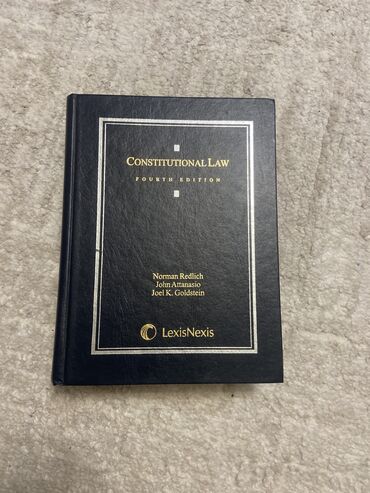 CONSTITUTIONAL LAW
FOURTH EDITION
Norman Redlich
John Attanasio
Joel K. Goldstein
LexisNexis